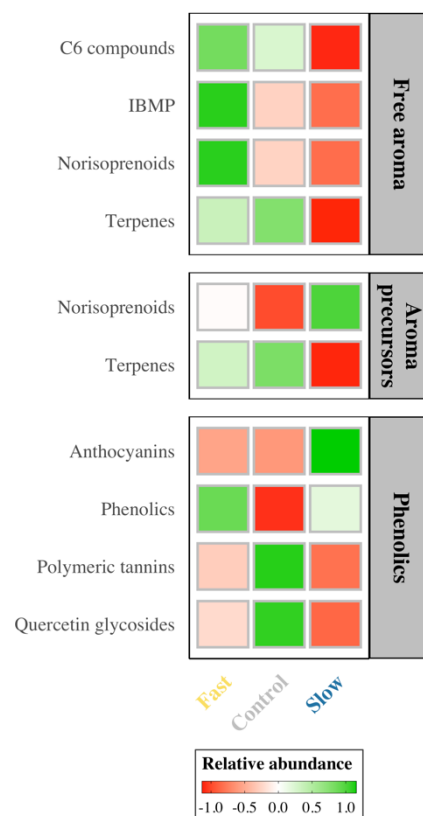 C6 compounds
IBMP
Norisoprenoids
Terpenes
Free aroma
Norisoprenoids
Terpenes
Aroma
precursors
Anthocyanins
Phenolics
Polymeric tannins
Quercetin glycosides
Phenolics
Fast
Control
Slow
Relative abundance
-1.0 -0.5 0.0 0.5 1.0